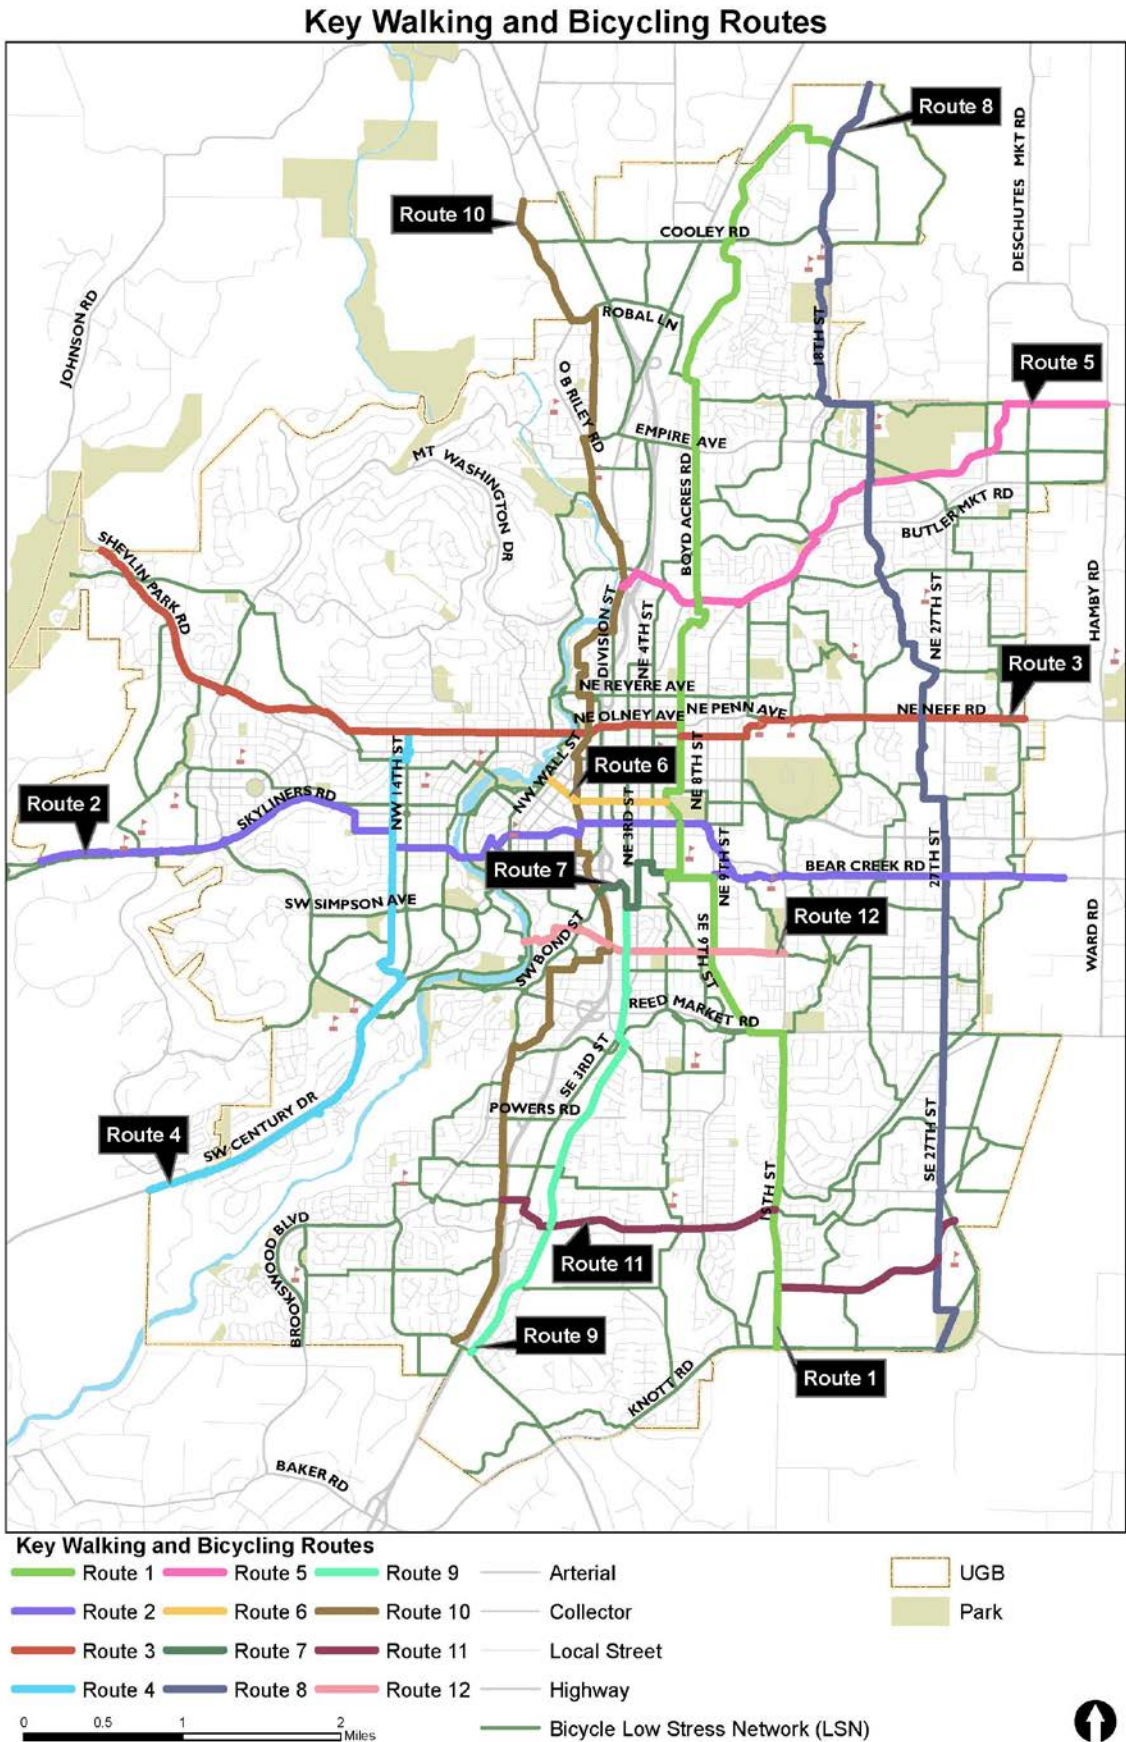 Key Walking and Bicycling Routes
Route 8
DESCHUTES MKT RD
Route 10
COOLEY RD
JOHNSON RD
ROBAL LN
18TH ST
Route 5
O B RILEY RD
EMPIRE AVE
MT WASHINGTON DR
BOYD ACRES RD
BUTLER MKT RD
SHEVLIN PARK RD
HAMBY RD
DIVISION ST
NE 4TH ST
NE 27TH ST
Route 3
NE REVERE AVE
NE OLNEY AVE
NE PENN AVE
NE NEFF RD
NW 14TH ST
NW WALL ST
Route 6
NE 8TH ST
Route 2
SKYLINERS RD
NE 3RD ST
27TH ST
Route 7
NE 9TH ST
BEAR CREEK RD
SW SIMPSON AVE
SW BOND ST
SE 9TH ST
Route 12
WARD RD
REED MARKET RD
SE 3RD ST
POWERS RD
SW CENTURY DR
Route 4
SE 27TH ST
15TH ST
BROOKSWOOD BLVD
Route 11
Route 9
Route 1
KNOTT RD
BAKER RD
Key Walking and Bicycling Routes
Route 1 Route 5 Route 9 Arterial UGB
Route 2 Route 6 Route 10 Collector Park
Route 3 Route 7 Route 11 Local Street
Route 4 Route 8 Route 12 Highway
Bicycle Low Stress Network (LSN)
0 0.5 1 2
Miles